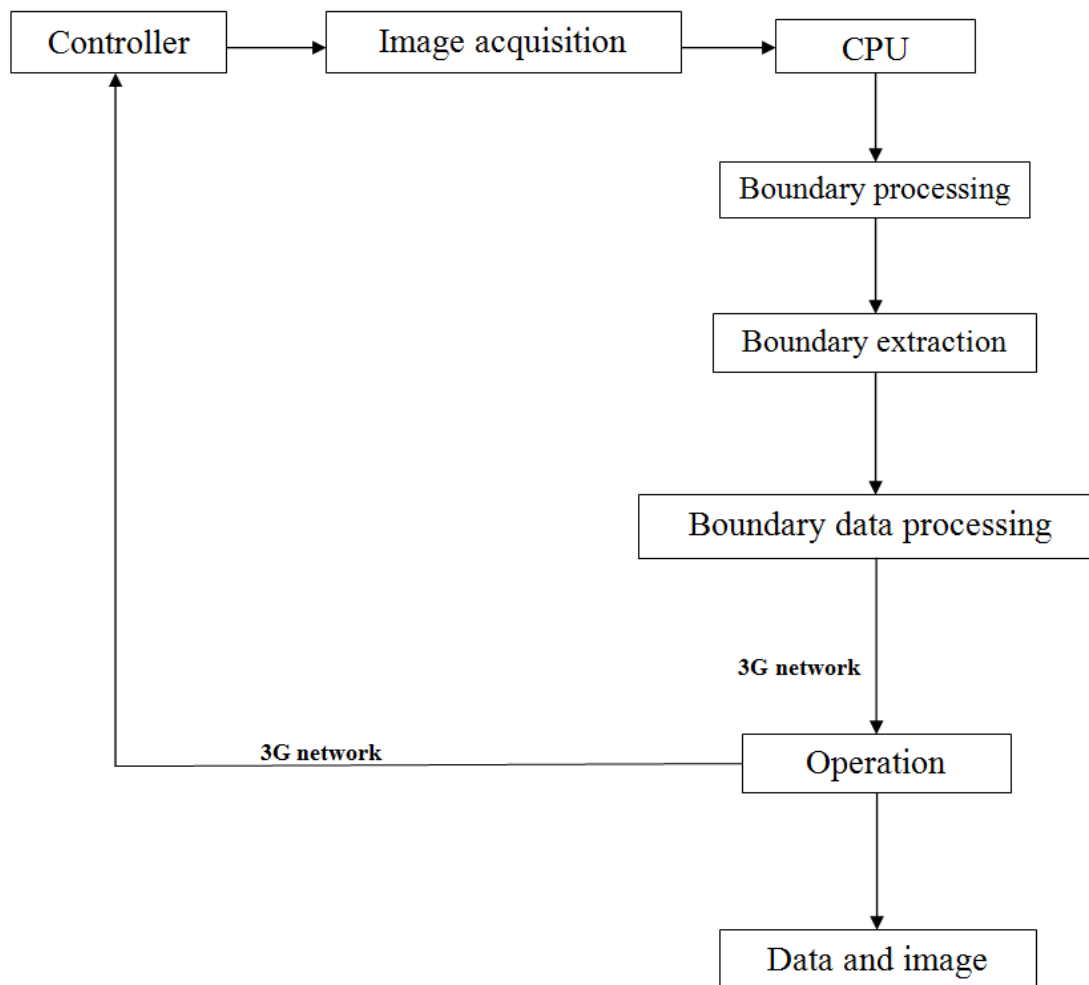 Controller
Image acquisition
CPU
Boundary processing
Boundary extraction
Boundary data processing
3G network
3G network
Operation
Data and image